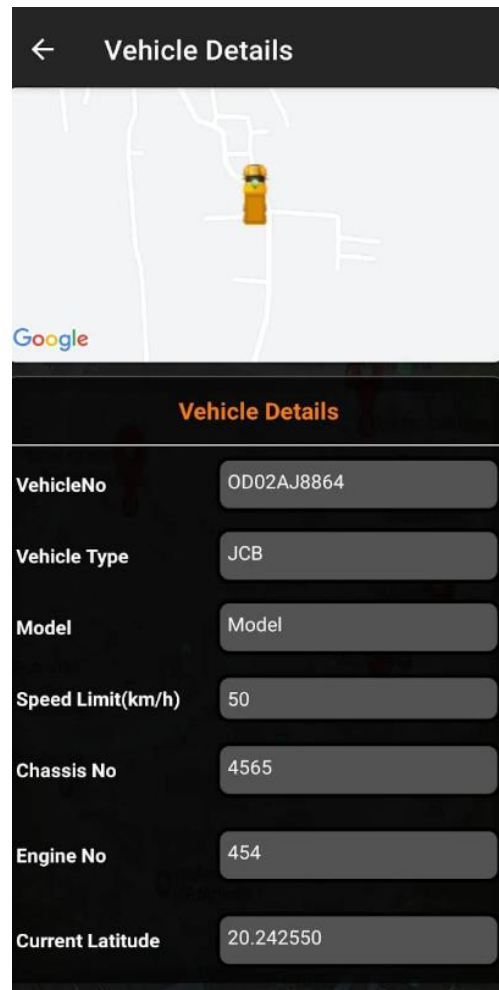 Vehicle Details
Google
Vehicle Details
VehicleNo OD02AJ8864
Vehicle Type JCB
Model Model
Speed Limit(km/h) 50
Chassis No 4565
Engine No 454
Current Latitude 20.242550